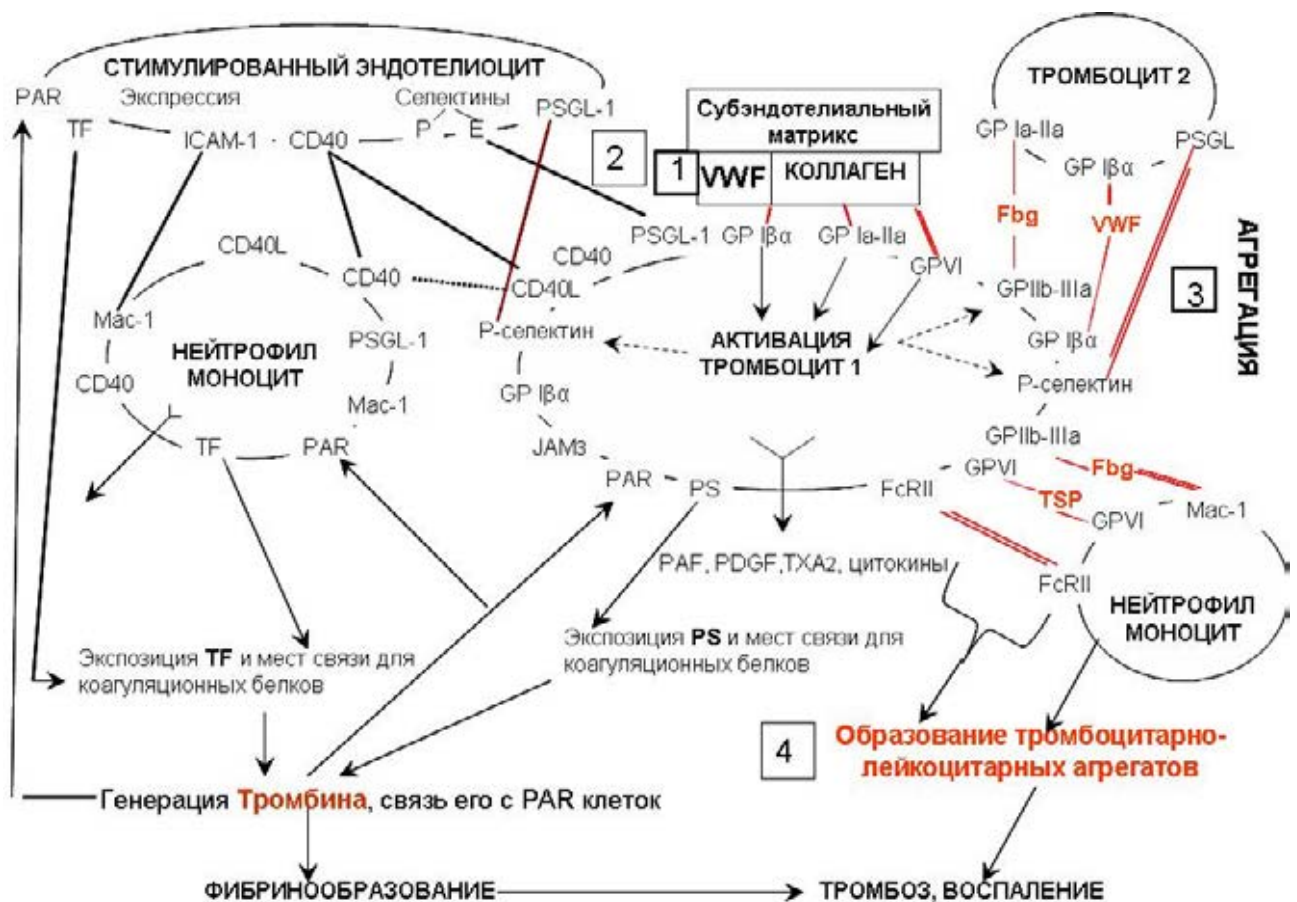 СТИМУЛИРОВАННЫЙ ЭНДОТЕЛИОЦИТ
PAR
Экспрессия
Селектины
PSGL-1
TF
ICAM-1
CD40
P
E
2
1
Субэндотелиальный
матрикс
VWF
КОЛЛАГЕН
ТРОМБОЦИТ 2
GP Ia-IIa
GP Iβα
PSGL
Fbg
VWF
3
АГРЕГАЦИЯ
CD40L
CD40
Mac-1
PSGL-1
НЕЙТРОФИЛ
МОНОЦИТ
CD40
Mac-1
TF
PAR
PSGL-1
GP Iβα
GP Ia-IIa
GPVI
CD40
CD40L
P-селектин
АКТИВАЦИЯ
ТРОМБОЦИТ 1
GPIIb-IIIa
GP Iβα
P-селектин
GP Iβα
JAM3
PAR
PS
FcRII
GPIIb-IIIa
GPVI
Fbg
TSP
GPVI
Mac-1
FcRII
НЕЙТРОФИЛ
МОНОЦИТ
PAF, PDGF,TXA2, цитокины
Экспозиция TF и мест связи для
коагуляционных белков
Экспозиция PS и мест связи для
коагуляционных белков
4
Образование тромбоцитарно-
лейкоцитарных агрегатов
Генерация Тромбина, связь его с PAR клеток
ФИБРИНООБРАЗОВАНИЕ
ТРОМБОЗ, ВОСПАЛЕНИЕ